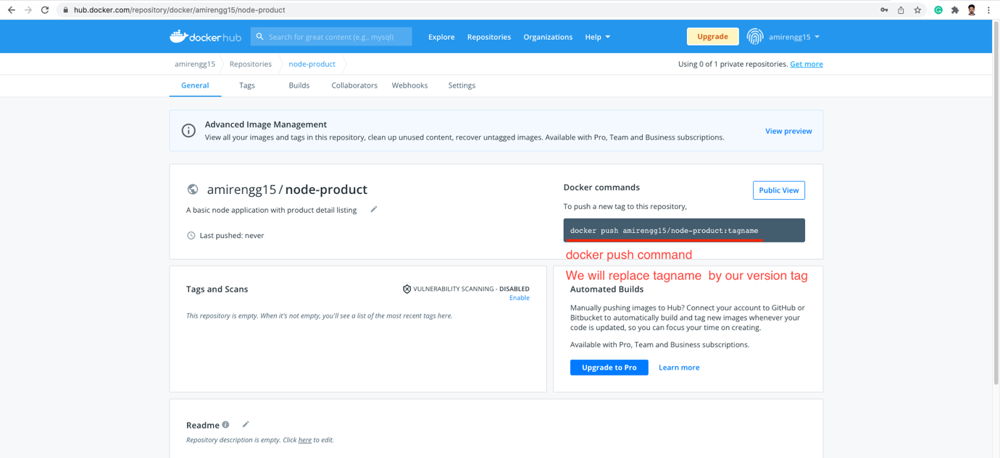 hub.docker.com/repository/docker/amirengg15/node-product
dockerhub
Search for great content (e.g., mysql)
Explore
Repositories
Organizations
Help
Upgrade
amirengg15
amirengg15
Repositories
node-product
Using 0 of 1 private repositories. Get more
General
Tags
Builds
Collaborators
Webhooks
Settings
Advanced Image Management
View all your images and tags in this repository, clean up unused content, recover untagged images. Available with Pro, Team and Business subscriptions.
View preview
amirengg15 / node-product
A basic node application with product detail listing
Last pushed: never
Docker commands
Public View
To push a new tag to this repository,
docker push amirengg15/node-product:tagname
docker push command
We will replace tagname by our version tag
Tags and Scans
VULNERABILITY SCANNING - DISABLED
Enable
This repository is empty. When it's not empty, you'll see a list of the most recent tags here.
Automated Builds
Manually pushing images to Hub? Connect your account to GitHub or
Bitbucket to automatically build and tag new images whenever your
code is updated, so you can focus your time on creating.
Available with Pro, Team and Business subscriptions.
Upgrade to Pro
Learn more
Readme
Repository description is empty. Click here to edit.